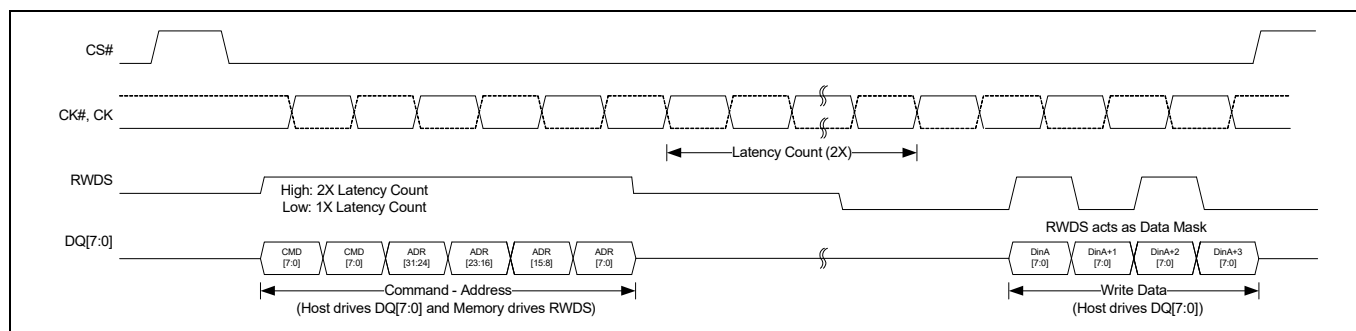 CS#
CK#, CK
Latency Count (2X)
RWDS
High: 2X Latency Count
Low: 1X Latency Count
RWDS acts as Data Mask
DQ[7:0]
CMD [7:0]
CMD [7:0]
ADR [31:24]
ADR [23:16]
ADR [15:8]
ADR [7:0]
DinA [7:0]
DinA+1 [7:0]
DinA+2 [7:0]
DinA+3 [7:0]
Command - Address
(Host drives DQ[7:0] and Memory drives RWDS)
Write Data
(Host drives DQ[7:0])